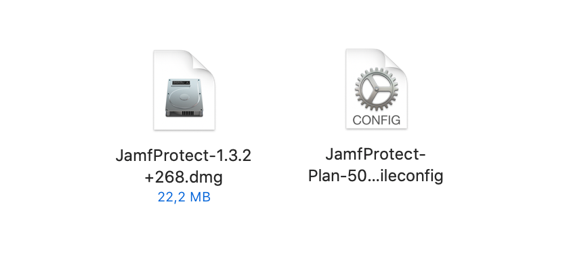 CONFIG
JamfProtect-1.3.2
+268.dmg
22,2 MB
JamfProtect-
Plan-50...ileconfig